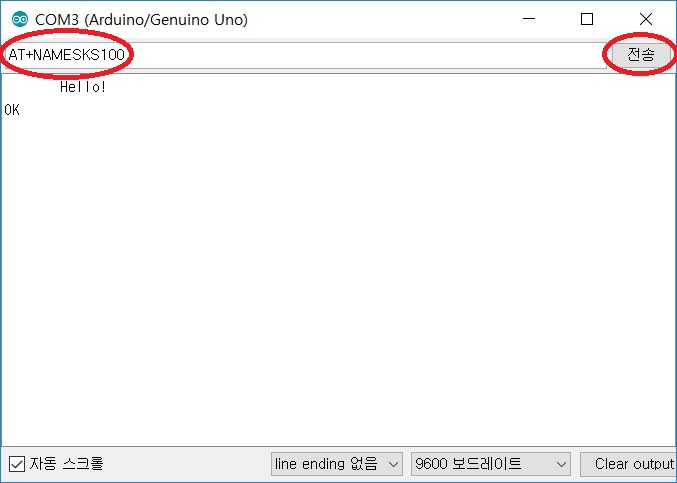 COM3 (Arduino/Genuino Uno)
AT+NAMESKS100
전송
Hello!
OK
자동 스크롤
line ending 없음
9600 보드레이트
Clear output